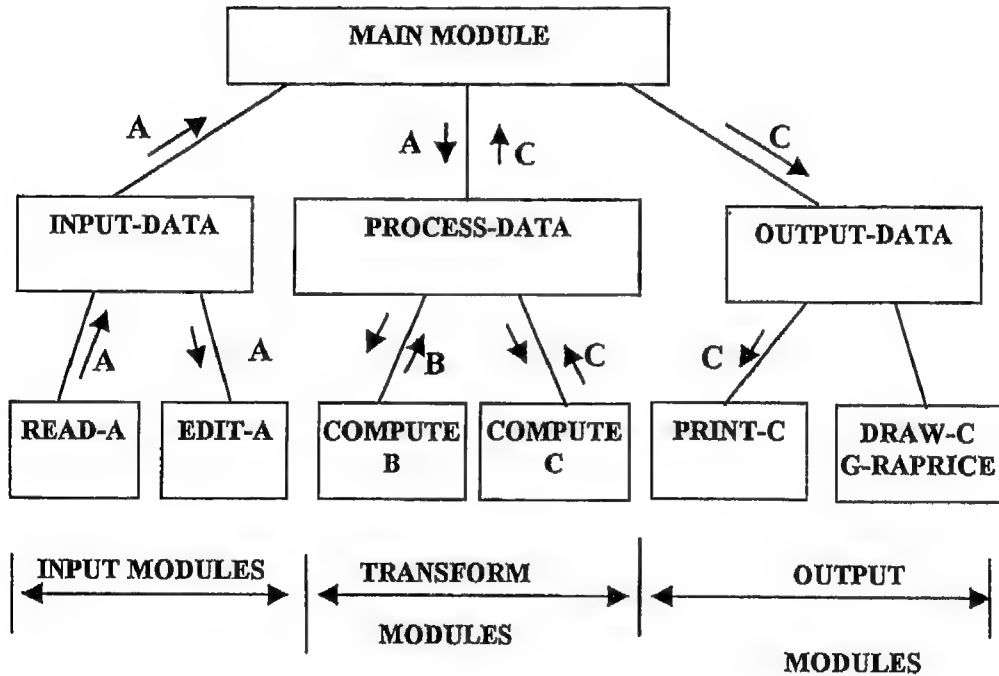 MAIN MODULE
A
A
C
C
INPUT-DATA
PROCESS-DATA
OUTPUT-DATA
A
A
B
C
C
READ-A
EDIT-A
COMPUTE
B
COMPUTE
C
PRINT-C
DRAW-C
G-RAPRICE
INPUT MODULES
TRANSFORM
MODULES
OUTPUT
MODULES